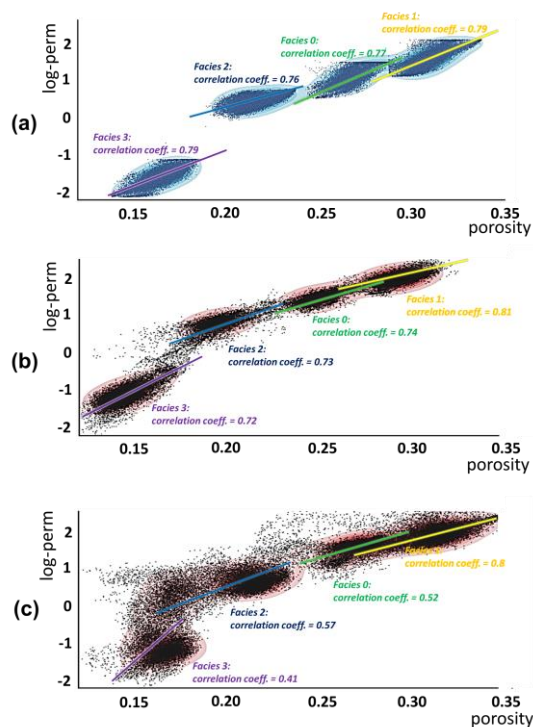 (a)
log-perm
2
1
0
-1
-2
Facies 3:
correlation coeff. = 0.79
Facies 2:
correlation coeff. = 0.76
Facies 0:
correlation coeff. = 0.77
Facies 1:
correlation coeff. = 0.79
0.15 0.20 0.25 0.30 0.35
porosity
(b)
log-perm
2
1
0
-1
-2
Facies 3:
correlation coeff. = 0.72
Facies 2:
correlation coeff. = 0.73
Facies 0:
correlation coeff. = 0.74
Facies 1:
correlation coeff. = 0.81
0.15 0.20 0.25 0.30 0.35
porosity
(c)
log-perm
2
1
0
-1
-2
Facies 3:
correlation coeff. = 0.41
Facies 2:
correlation coeff. = 0.57
Facies 0:
correlation coeff. = 0.52
Facies
correlation coeff. = 0.8
0.15 0.20 0.25 0.30 0.35
porosity